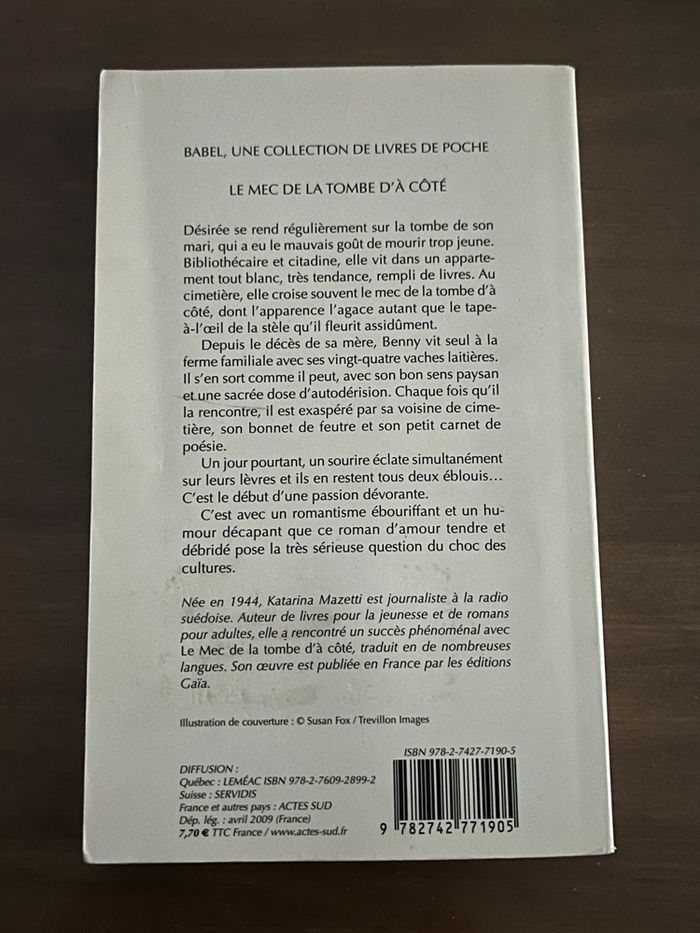 BABEL, UNE COLLECTION DE LIVRES DE POCHE
LE MEC DE LA TOMBE D'À CÔTÉ
Désirée se rend régulièrement sur la tombe de son
mari, qui a eu le mauvais goût de mourir trop jeune.
Bibliothécaire et citadine, elle vit dans un apparte-
ment tout blanc, très tendance, rempli de livres. Au
cimetière, elle croise souvent le mec de la tombe d'à
côté, dont l'apparence l'agace autant que le tape-
à-l'œil de la stèle qu'il fleurit assidûment.
Depuis le décès de sa mère, Benny vit seul à la
ferme familiale avec ses vingt-quatre vaches laitières.
Il s'en sort comme il peut, avec son bon sens paysan
et une sacrée dose d'autodérision. Chaque fois qu'il
la rencontre, il est exaspéré par sa voisine de cime-
tière, son bonnet de feutre et son petit carnet de
poésie.
Un jour pourtant, un sourire éclate simultanément
sur leurs lèvres et ils en restent tous deux éblouis...
C'est le début d'une passion dévorante.
C'est avec un romantisme ébouriffant et un hu-
mour décapant que ce roman d'amour tendre et
débridé pose la très sérieuse question du choc des
cultures.
Née en 1944, Katarina Mazetti est journaliste à la radio
suédoise. Auteur de livres pour la jeunesse et de romans
pour adultes, elle a rencontré un succès phénoménal avec
Le Mec de la tombe d'à côté, traduit en de nombreuses
langues. Son œuvre est publiée en France par les éditions
Gaïa.
Illustration de couverture : © Susan Fox / Trevillon Images
ISBN 978-2-7427-7190-5
DIFFUSION :
Québec : LEMÉAC ISBN 978-2-7609-2899-2
Suisse : SERVIDIS
France et autres pays : ACTES SUD
Dép. lég. : avril 2009 (France)
7,70 € TTC France / www.actes-sud.fr
9 782742 771905